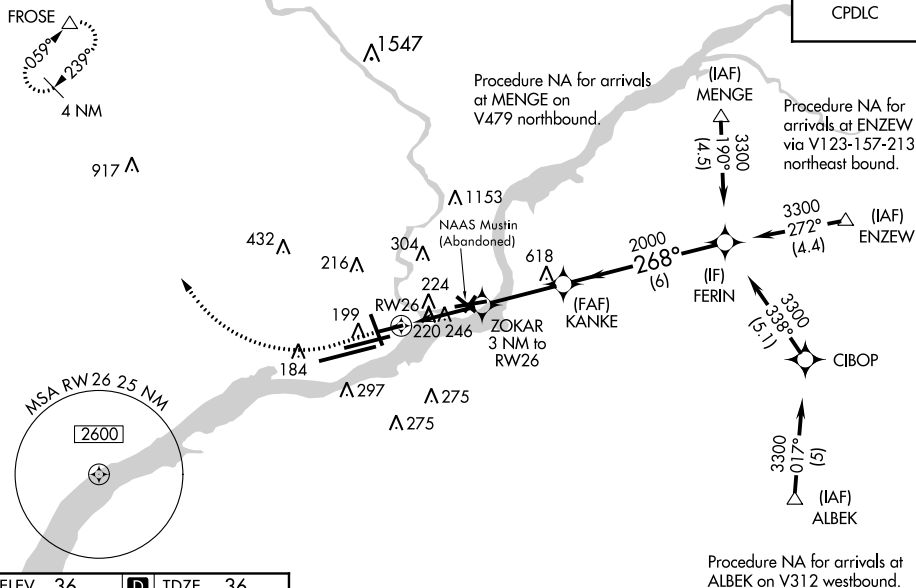 FROSE
059°
239°
4 NM
1547
CPDLC
Procedure NA for arrivals
at MENGE on
V479 northbound.
(IAF)
MENGE
3300
190°
(4.5)
Procedure NA for
arrivals at ENZEW
via V123-157-213
northeast bound.
917
1153
NAAS Mustin
(Abandoned)
3300
272°
(4.4)
(IAF)
ENZEW
432
304
216
618
2000
268°
(6)
(IF)
FERIN
224
RW26
199
220
246
ZOKAR
3 NM to
RW26
(FAF)
KANKE
3300
338°
(5.1)
CIBOP
184
297
275
275
MSA RW 26 25 NM
2600
3300
017°
(5)
(IAF)
ALBEK
Procedure NA for arrivals at
ALBEK on V312 westbound.
ELEV 36
D TDZE 36